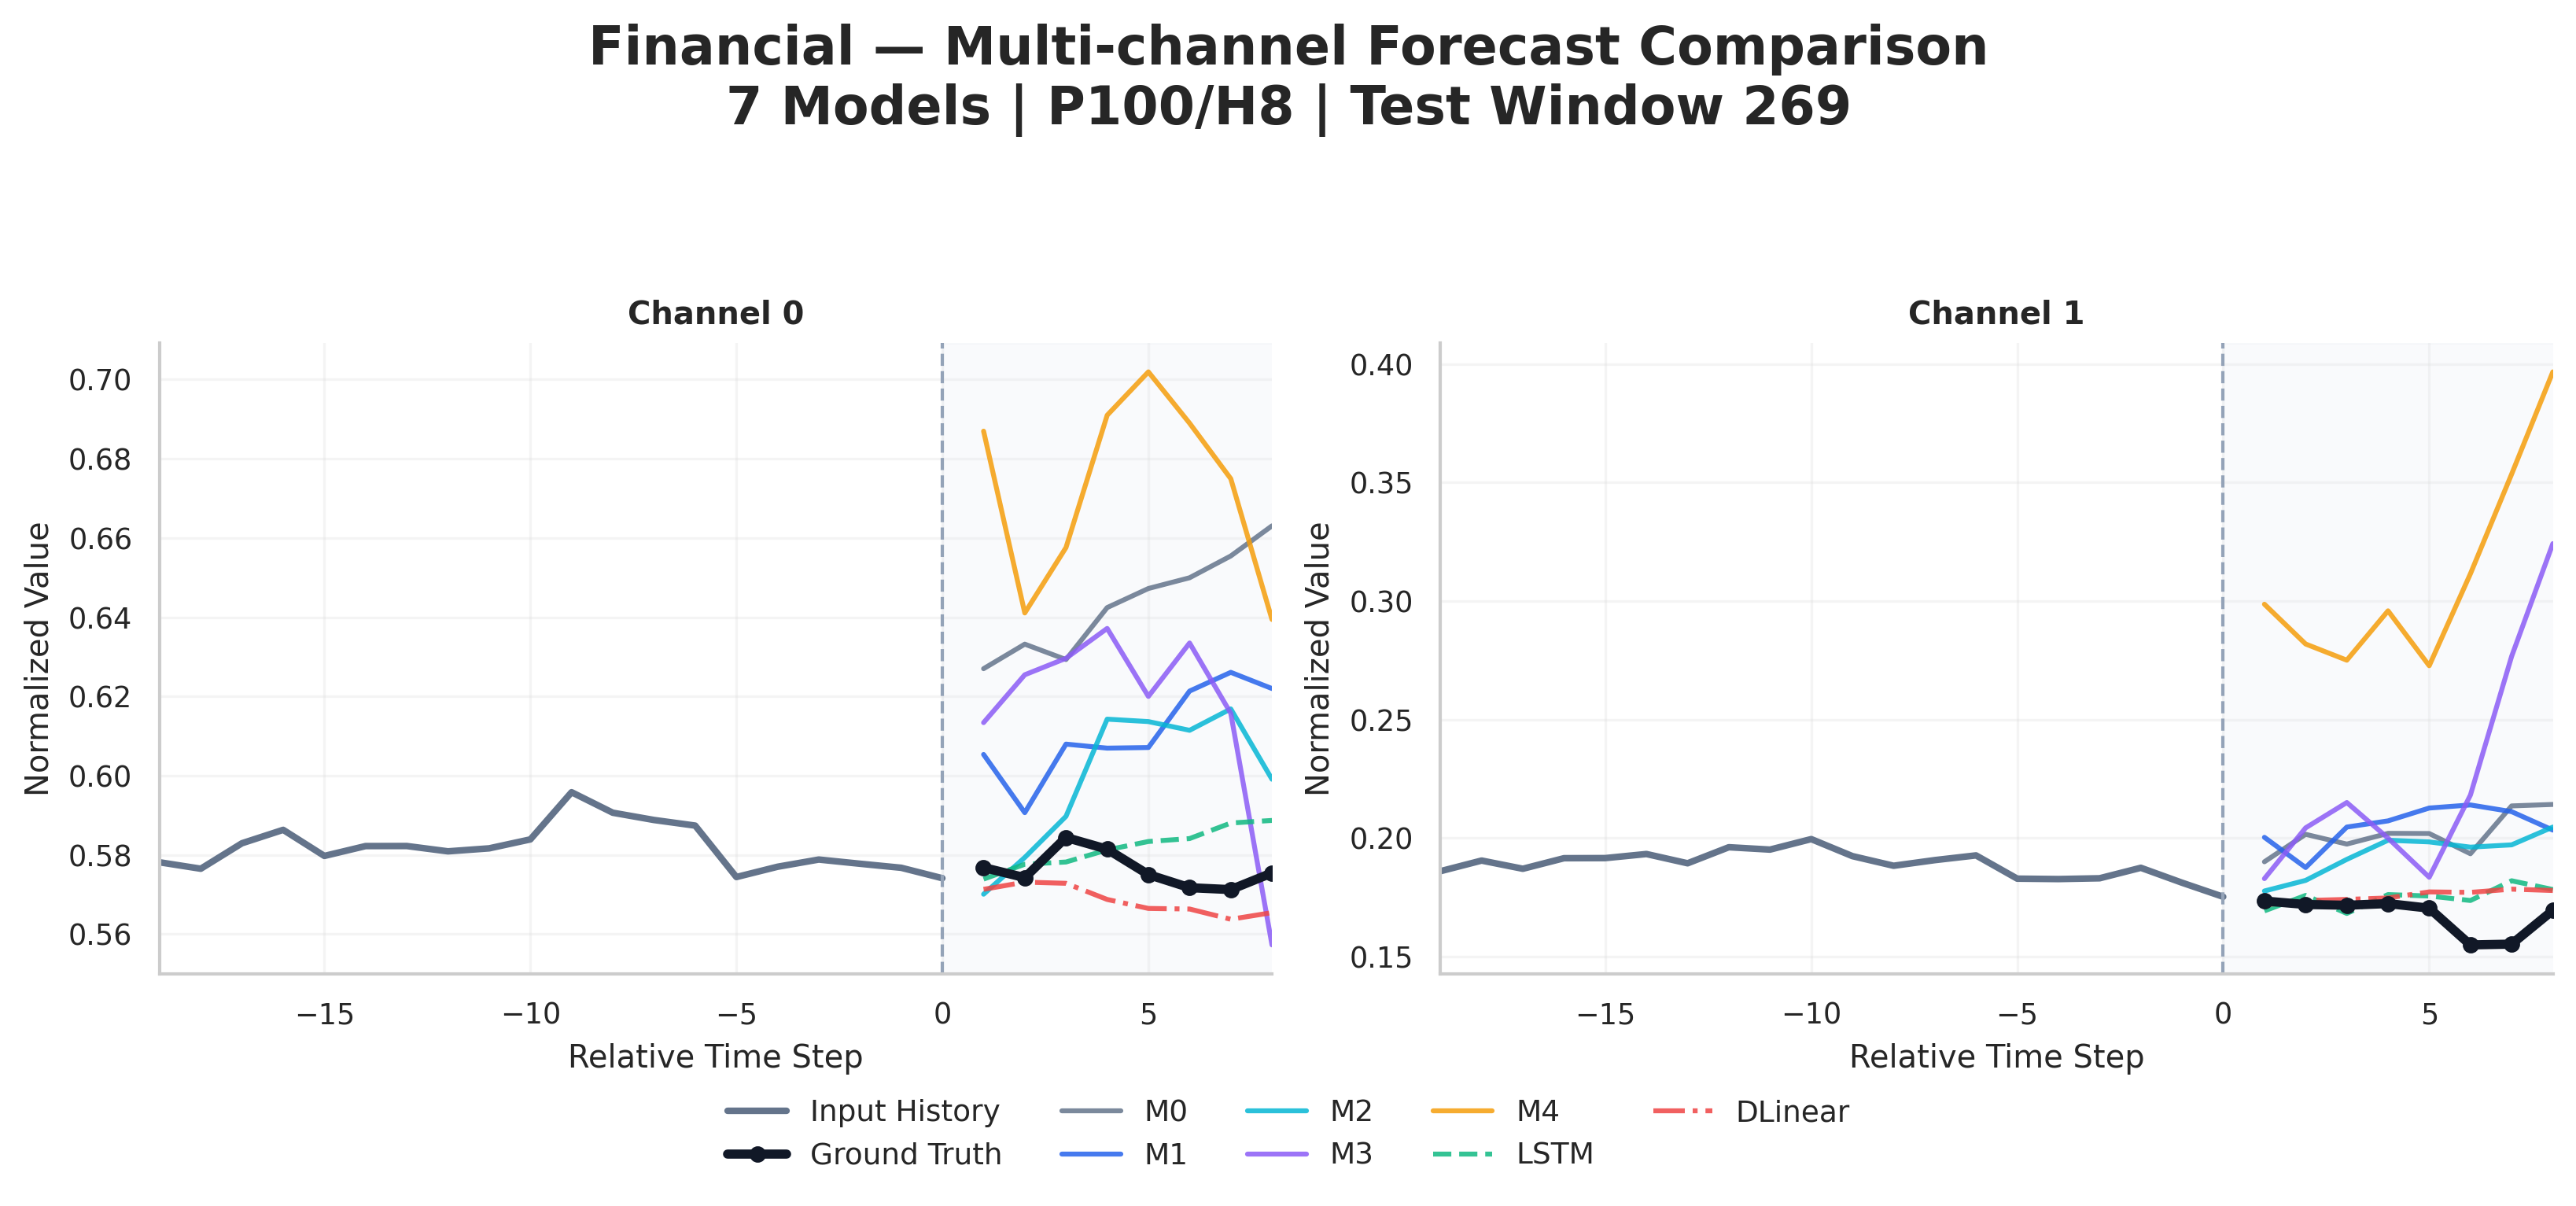 Financial — Multi-channel Forecast Comparison
7 Models | P100/H8 | Test Window 269
Channel 0
Normalized Value
0.70
0.68
0.66
0.64
0.62
0.60
0.58
0.56
−15 −10 −5 0 5
Relative Time Step
Channel 1
Normalized Value
0.40
0.35
0.30
0.25
0.20
0.15
−15 −10 −5 0 5
Relative Time Step
Input History M0 M2 M4 DLinear
Ground Truth M1 M3 LSTM